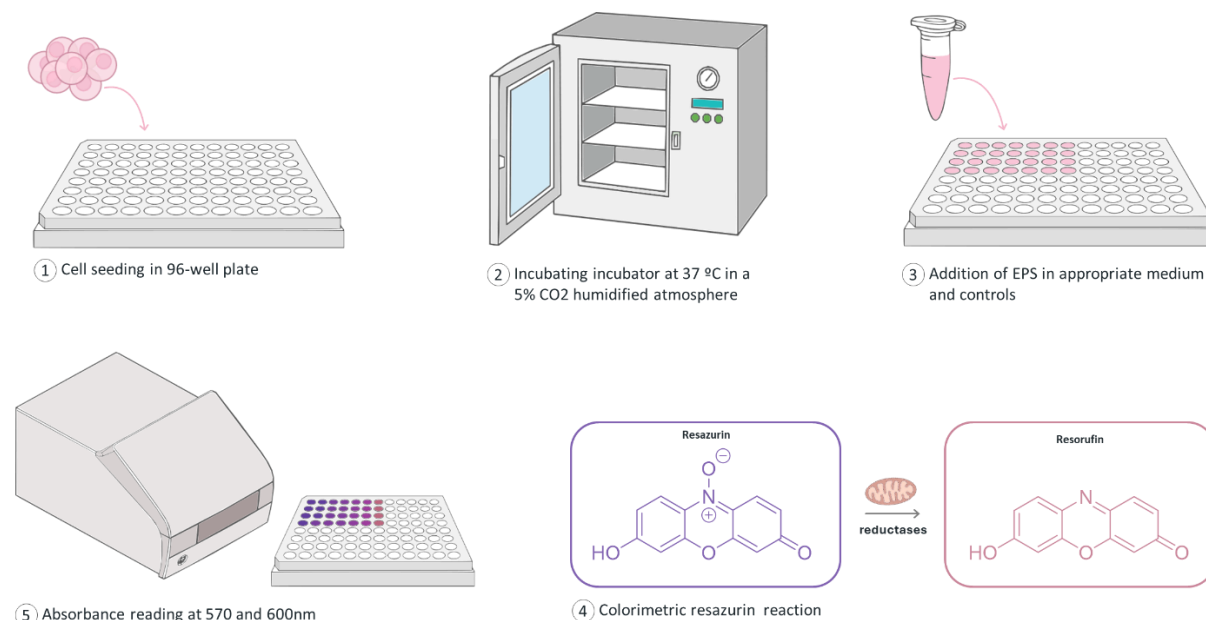 1 Cell seeding in 96-well plate
2 Incubating incubator at 37 ºC in a
5% CO2 humidified atmosphere
3 Addition of EPS in appropriate medium
and controls
Resazurin
O
N
HO
O
O
reductases
Resorufin
N
HO
O
O
5 Absorbance reading at 570 and 600nm
4 Colorimetric resazurin reaction